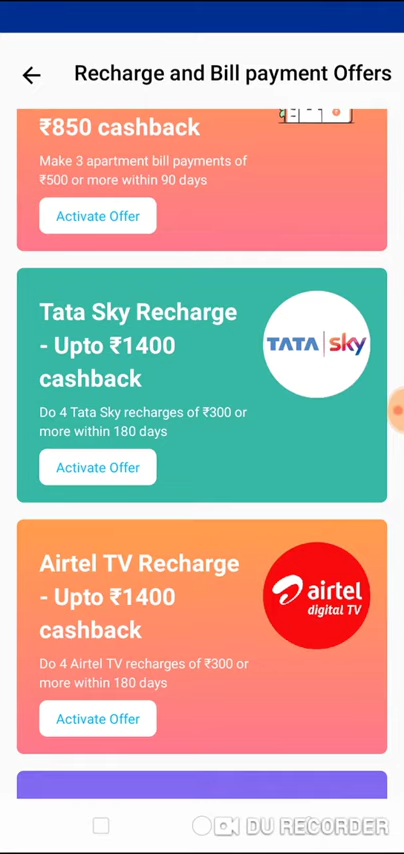 Recharge and Bill payment Offers
₹850 cashback
Make 3 apartment bill payments of
₹500 or more within 90 days
Activate Offer
Tata Sky Recharge
- Upto ₹1400
cashback
TATA sky
Do 4 Tata Sky recharges of ₹300 or
more within 180 days
Activate Offer
Airtel TV Recharge
- Upto ₹1400
cashback
airtel
digital TV
Do 4 Airtel TV recharges of ₹300 or
more within 180 days
Activate Offer
DU RECORDER